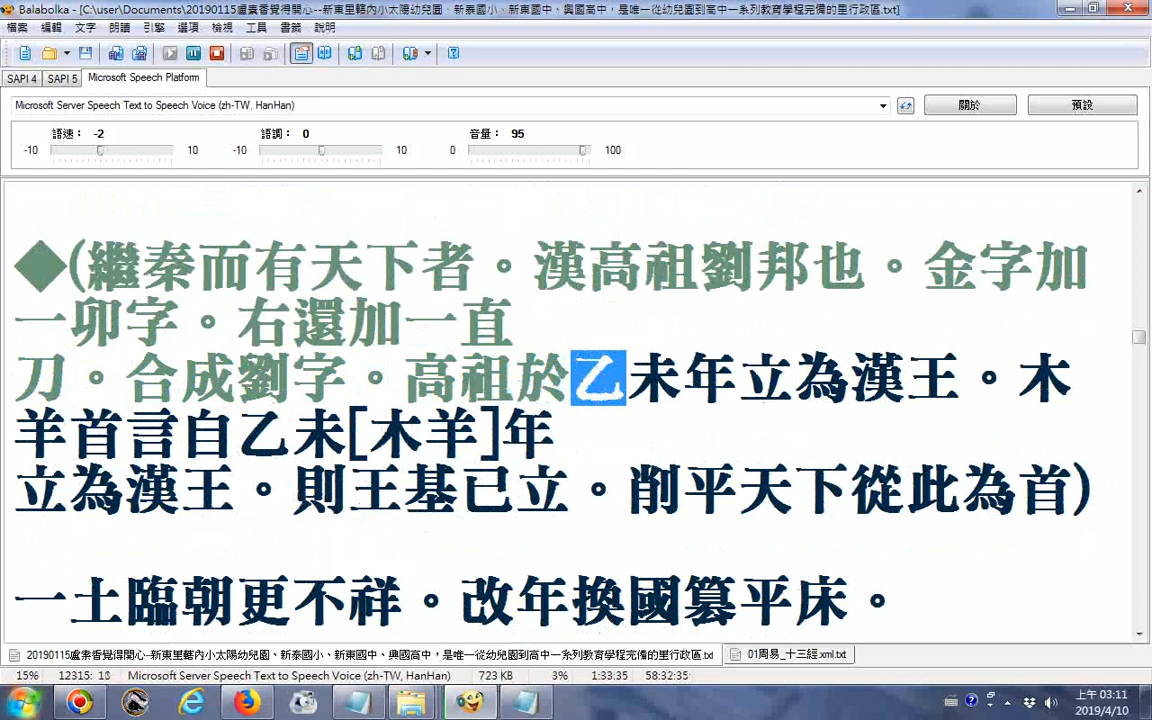 Balabolka - [C:\user\Documents\20190115盧素香覺得開心--新東里轄內小太陽幼兒園、新泰國小、新東國中、興國高中，是唯一從幼兒園到高中一系列教育學程完備的里行政區.txt]
檔案 編輯 文字 朗讀 引擎 選項 檢視 工具 書籤 說明
SAPI 4 SAPI 5 Microsoft Speech Platform
Microsoft Server Speech Text to Speech Voice (zh-TW, HanHan) 關於 預設
語速： -2 語調： 0 音量： 95
-10 10 -10 10 0 100
◆(繼秦而有天下者。漢高祖劉邦也。金字加
一卯字。右還加一直
刀。合成劉字。高祖於乙未年立為漢王。木
羊首言自乙未[木羊]年
立為漢王。則王基已立。削平天下從此為首)
一土臨朝更不祥。改年換國篡平床。
20190115盧素香覺得開心--新東里轄內小太陽幼兒園、新泰國小、新東國中、興國高中，是唯一從幼兒園到高中一系列教育學程完備的里行政區.txt 01周易_十三經.xml.txt
15% 12315: 18 Microsoft Server Speech Text to Speech Voice (zh-TW, HanHan) 723 KB 3% 1:33:35 58:32:35
上午 03:11
2019/4/10